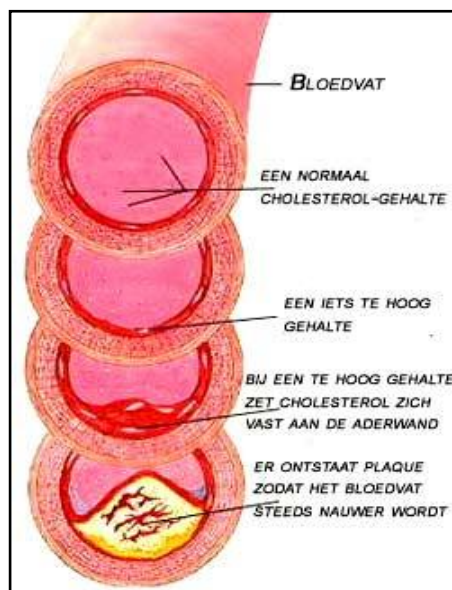 BLOEDVAT
EEN NORMAAL
CHOLESTEROL-GEHALTE
EEN IETS TE HOOG
GEHALTE
BIJ EEN TE HOOG GEHALTE
ZET CHOLESTEROL ZICH
VAST AAN DE ADERWAND
ER ONTSTAAT PLAQUE
ZODAT HET BLOEDVAT
STEEDS NAUWER WORDT